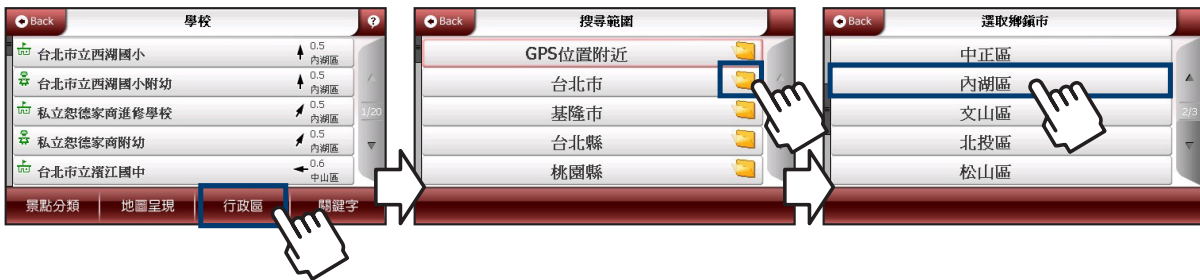 Back 學校 ?
台北市立西湖國小 0.5 內湖區
台北市立西湖國小附幼 0.5 內湖區
私立恕德家商進修學校 0.5 內湖區
私立恕德家商附幼 0.5 內湖區
台北市立濱江國中 0.6 中山區
1/20
景點分類 地圖呈現 行政區 關鍵字
Back 搜尋範圍
GPS位置附近
台北市
基隆市
台北縣
桃園縣
Back 選取鄉鎮市
中正區
內湖區
文山區
北投區
松山區
2/3